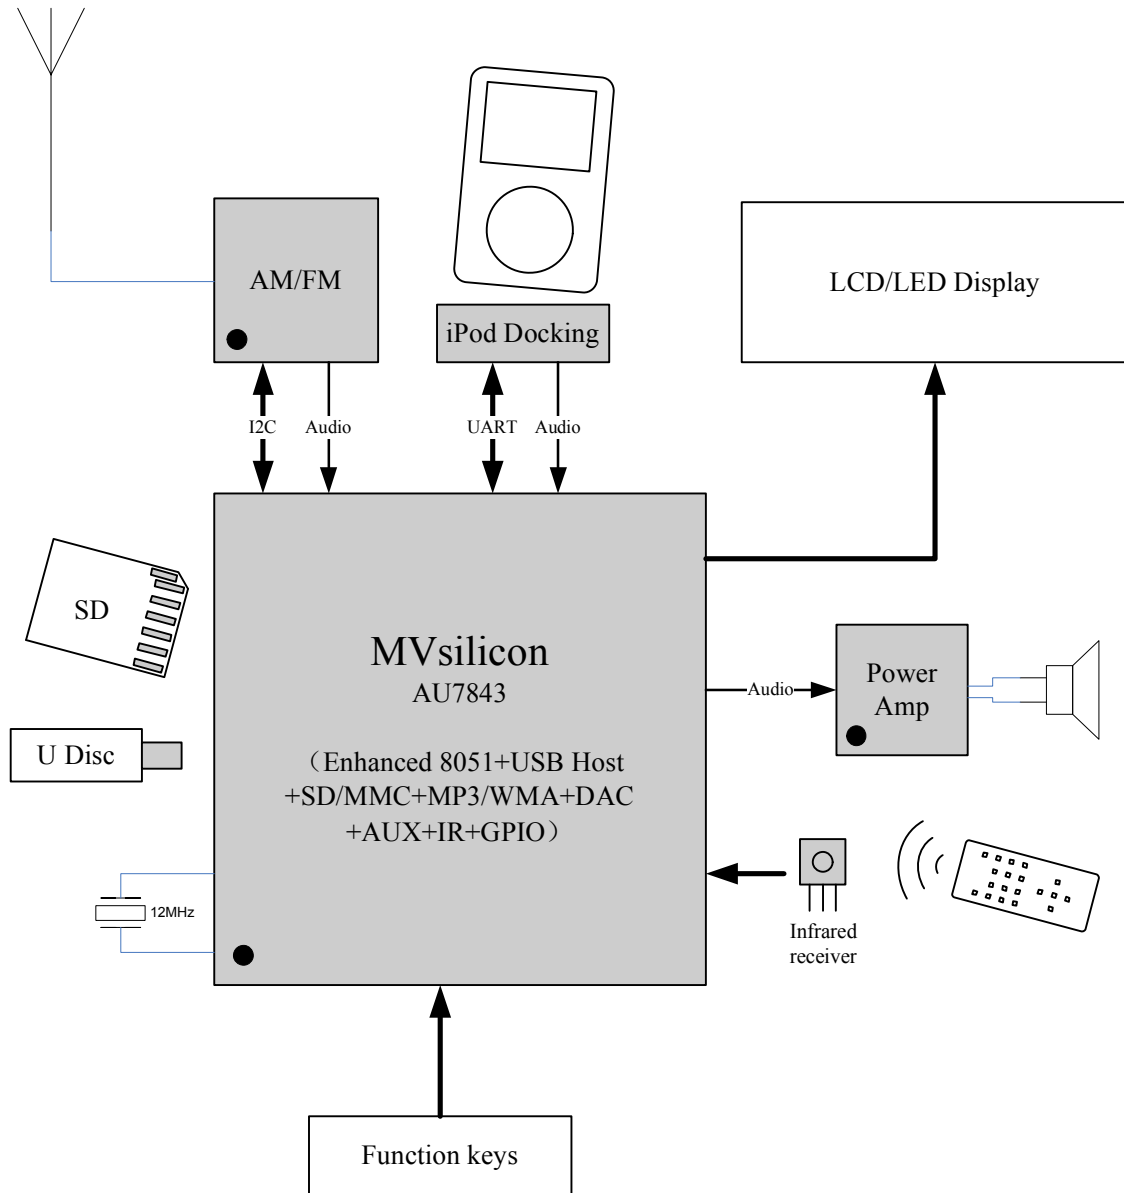 AM/FM
iPod Docking
LCD/LED Display
I2C
Audio
UART
Audio
SD
MVsilicon
AU7843
（Enhanced 8051+USB Host
+SD/MMC+MP3/WMA+DAC
+AUX+IR+GPIO）
Audio
Power
Amp
U Disc
12MHz
Infrared
receiver
Function keys